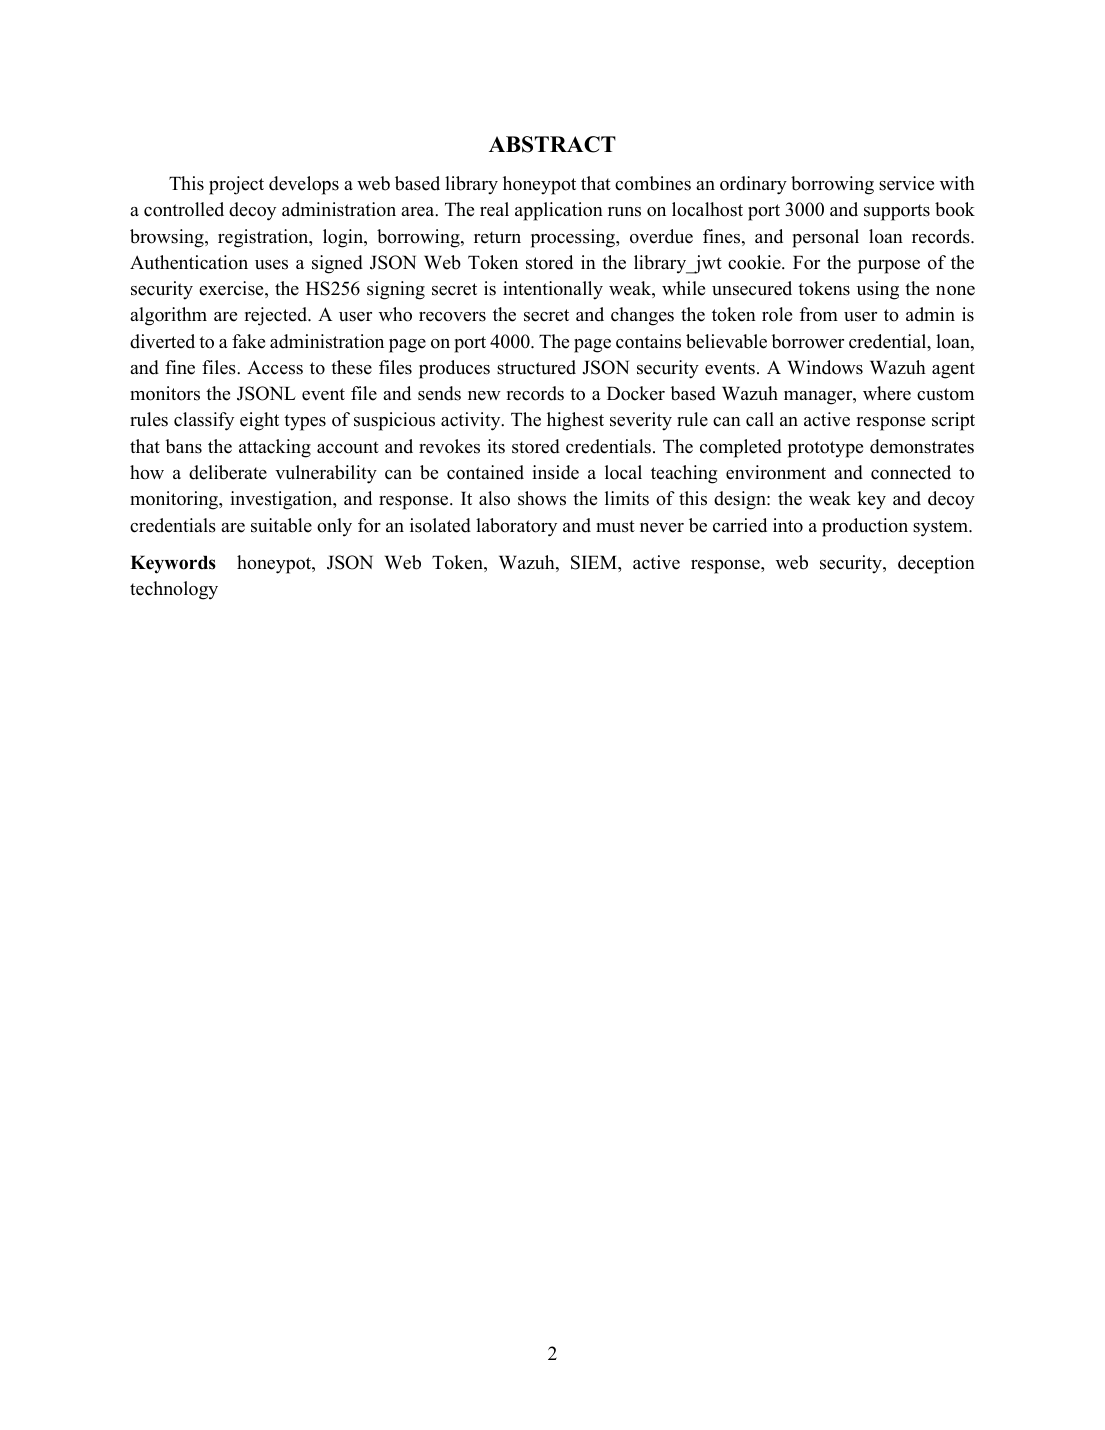 ABSTRACT
This project develops a web based library honeypot that combines an ordinary borrowing service with
a controlled decoy administration area. The real application runs on localhost port 3000 and supports book
browsing, registration, login, borrowing, return processing, overdue fines, and personal loan records.
Authentication uses a signed JSON Web Token stored in the library_jwt cookie. For the purpose of the
security exercise, the HS256 signing secret is intentionally weak, while unsecured tokens using the none
algorithm are rejected. A user who recovers the secret and changes the token role from user to admin is
diverted to a fake administration page on port 4000. The page contains believable borrower credential, loan,
and fine files. Access to these files produces structured JSON security events. A Windows Wazuh agent
monitors the JSONL event file and sends new records to a Docker based Wazuh manager, where custom
rules classify eight types of suspicious activity. The highest severity rule can call an active response script
that bans the attacking account and revokes its stored credentials. The completed prototype demonstrates
how a deliberate vulnerability can be contained inside a local teaching environment and connected to
monitoring, investigation, and response. It also shows the limits of this design: the weak key and decoy
credentials are suitable only for an isolated laboratory and must never be carried into a production system.
Keywords honeypot, JSON Web Token, Wazuh, SIEM, active response, web security, deception
technology
2